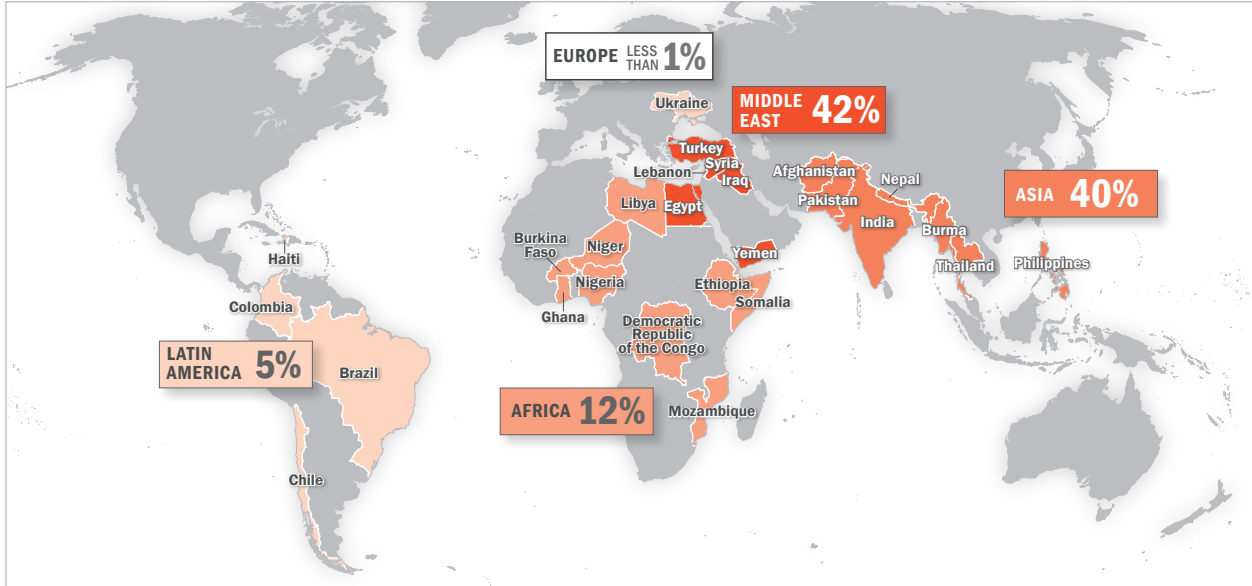 EUROPE LESS THAN 1%
Ukraine
MIDDLE
EAST 42%
Turkey
Syria
Lebanon
Iraq
Afghanistan
Nepal
Pakistan
ASIA 40%
Libya
Egypt
India
Burma
Burkina
Faso
Niger
Yemen
Haiti
Thailand
Philippines
Nigeria
Ethiopia
Somalia
Colombia
Ghana
Democratic
Republic
of the Congo
LATIN
AMERICA 5%
Brazil
AFRICA 12%
Mozambique
Chile